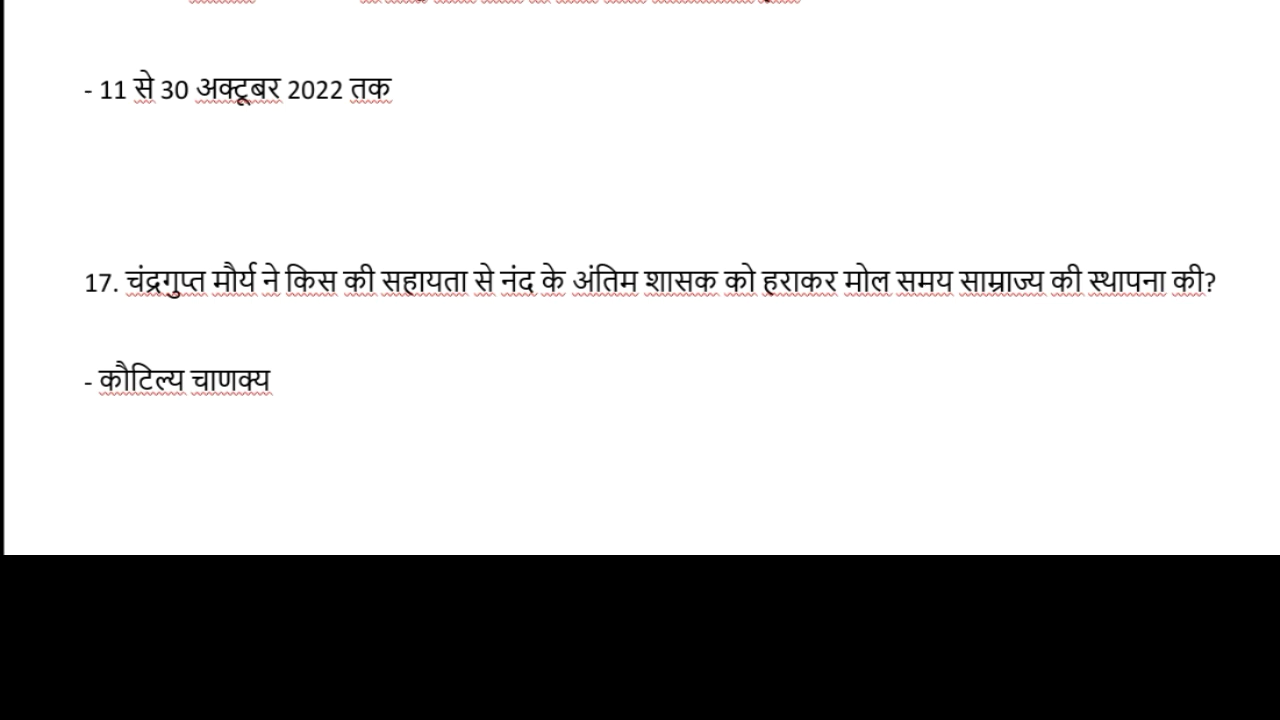 - 11 से 30 अक्टूबर 2022 तक
17. चंद्रगुप्त मौर्य ने किस की सहायता से नंद के अंतिम शासक को हराकर मोल समय साम्राज्य की स्थापना की?
- कौटिल्य चाणक्य